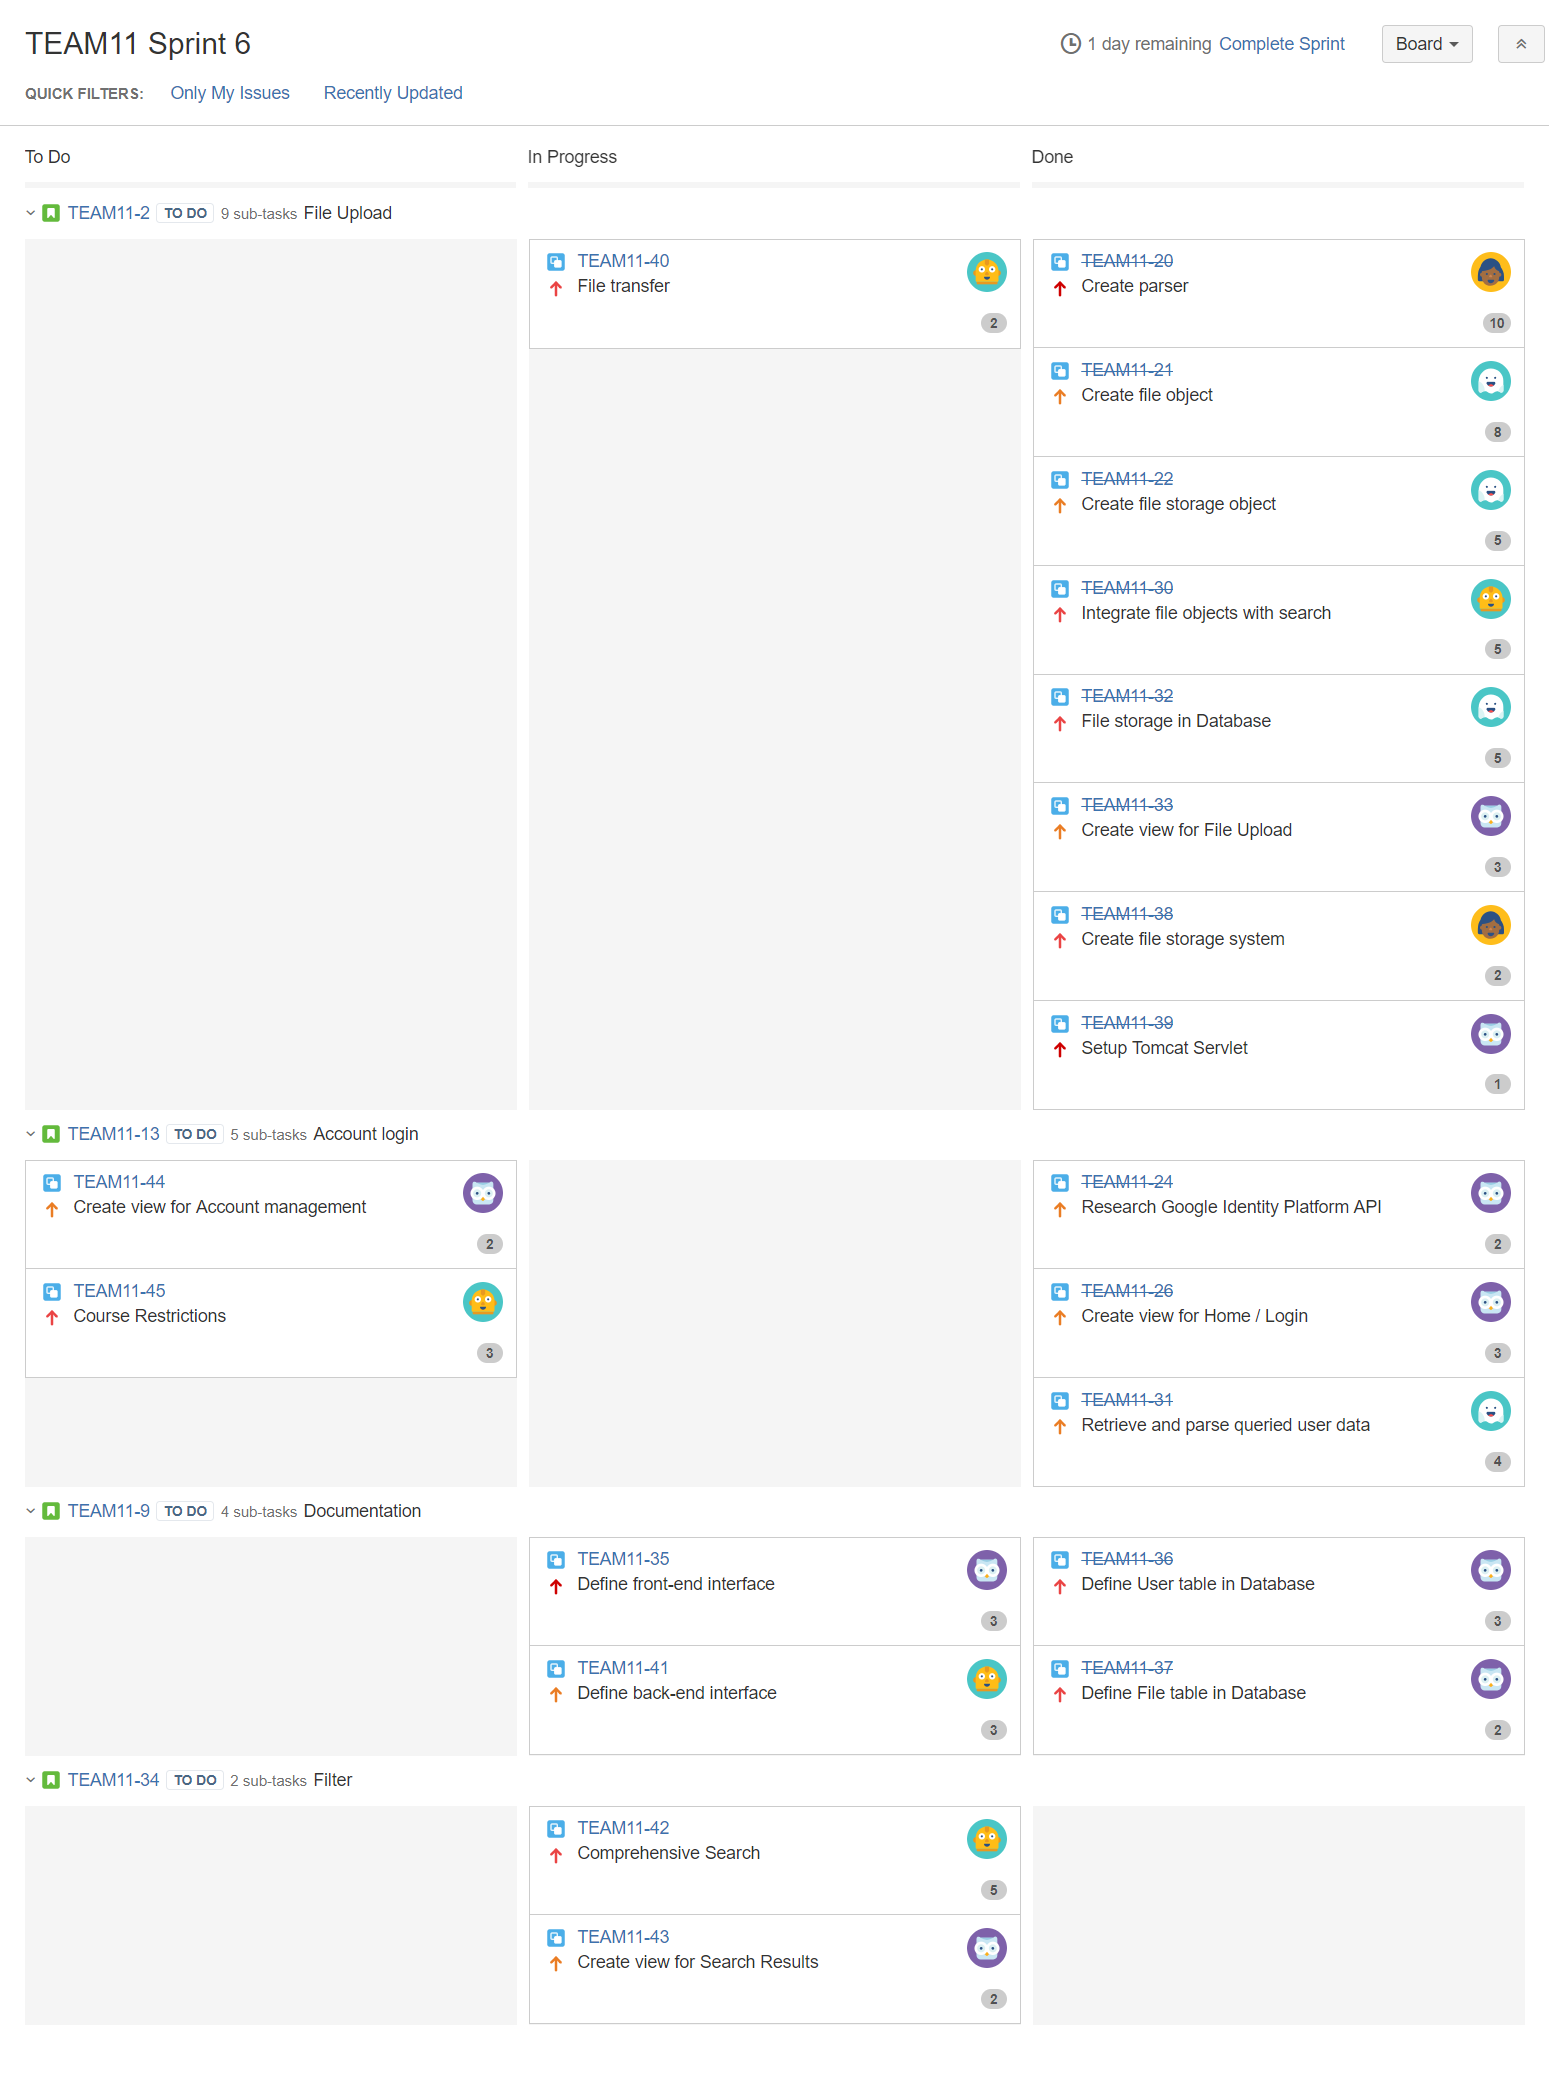 TEAM11 Sprint 6
1 day remaining Complete Sprint Board
QUICK FILTERS: Only My Issues Recently Updated
To Do In Progress Done
TEAM11-2 TO DO 9 sub-tasks File Upload
TEAM11-40
File transfer
2
TEAM11-20
Create parser
10
TEAM11-21
Create file object
8
TEAM11-22
Create file storage object
5
TEAM11-30
Integrate file objects with search
5
TEAM11-32
File storage in Database
5
TEAM11-33
Create view for File Upload
3
TEAM11-38
Create file storage system
2
TEAM11-39
Setup Tomcat Servlet
1
TEAM11-13 TO DO 5 sub-tasks Account login
TEAM11-44
Create view for Account management
2
TEAM11-45
Course Restrictions
3
TEAM11-24
Research Google Identity Platform API
2
TEAM11-26
Create view for Home / Login
3
TEAM11-31
Retrieve and parse queried user data
4
TEAM11-9 TO DO 4 sub-tasks Documentation
TEAM11-35
Define front-end interface
3
TEAM11-41
Define back-end interface
3
TEAM11-36
Define User table in Database
3
TEAM11-37
Define File table in Database
2
TEAM11-34 TO DO 2 sub-tasks Filter
TEAM11-42
Comprehensive Search
5
TEAM11-43
Create view for Search Results
2